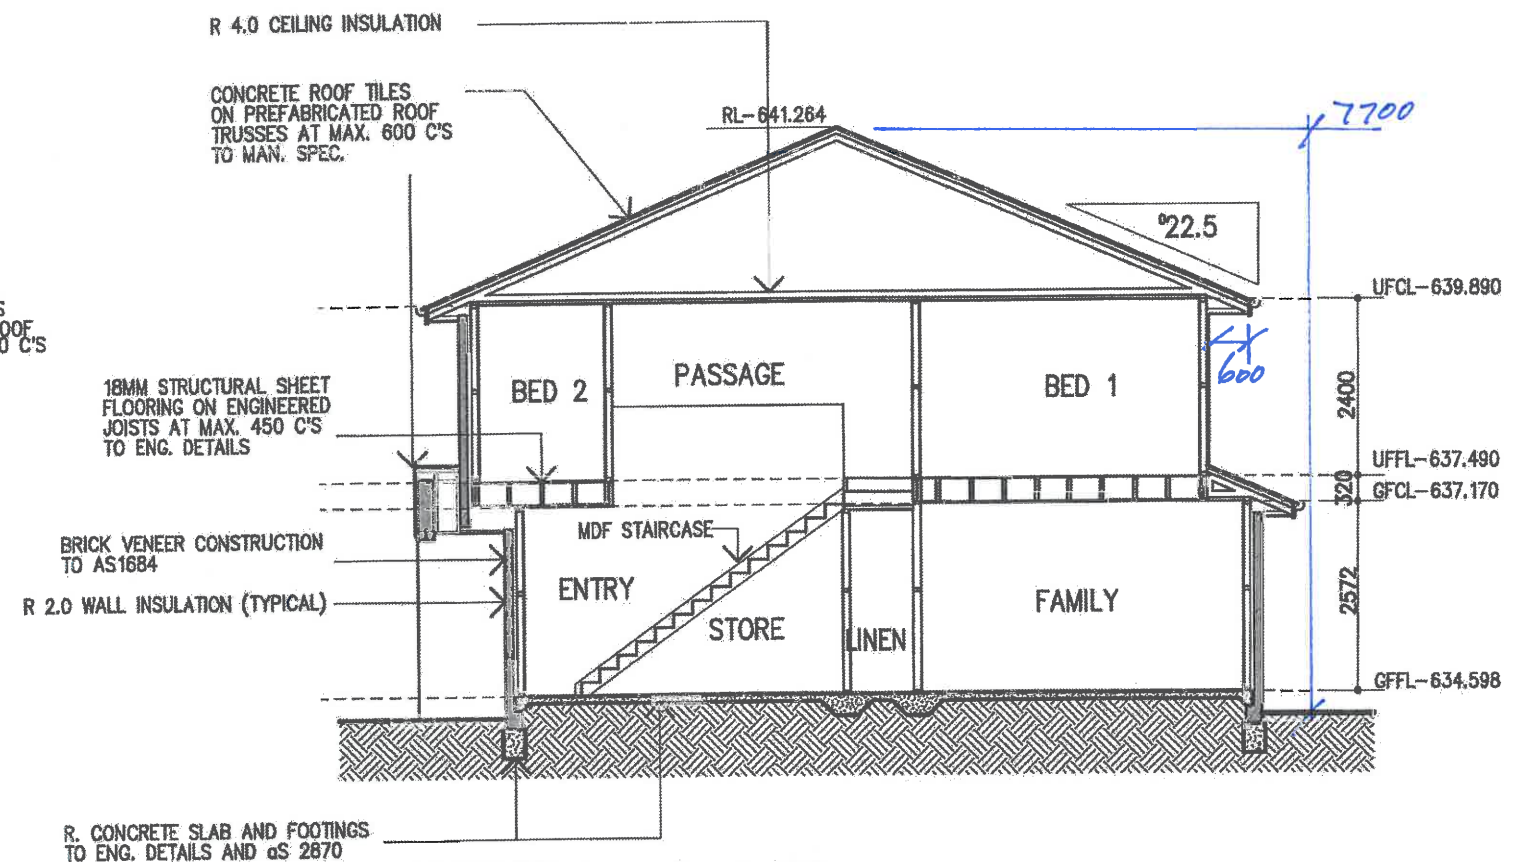 R 4.0 CEILING INSULATION
CONCRETE ROOF TILES
ON PREFABRICATED ROOF
TRUSSES AT MAX. 600 C'S
TO MAN. SPEC.
RL-641.264
7700
°22.5
UFCL-639.890
S
OOF
0 C'S
600
BED 2
PASSAGE
BED 1
2400
18MM STRUCTURAL SHEET
FLOORING ON ENGINEERED
JOISTS AT MAX. 450 C'S
TO ENG. DETAILS
UFFL-637.490
320
GFCL-637.170
MDF STAIRCASE
BRICK VENEER CONSTRUCTION
TO AS1684
R 2.0 WALL INSULATION (TYPICAL)
ENTRY
STORE
LINEN
FAMILY
2572
GFFL-634.598
R. CONCRETE SLAB AND FOOTINGS
TO ENG. DETAILS AND aS 2870